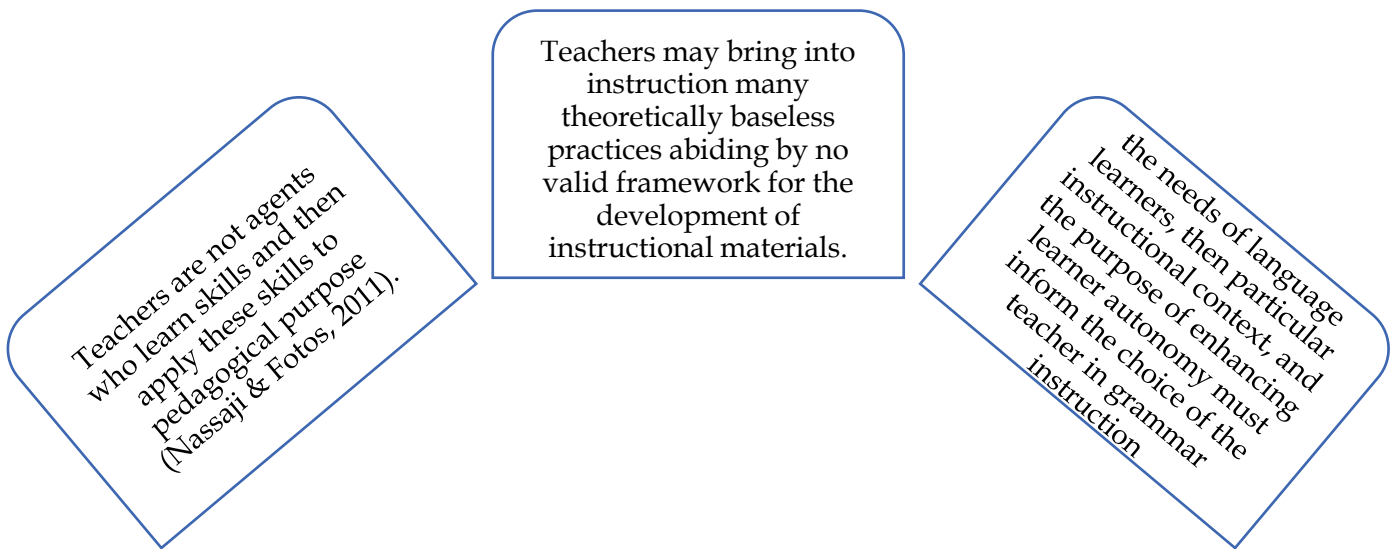 Teachers are not agents
who learn skills and then
apply these skills to
pedagogical purpose
(Nassaji & Fotos, 2011).
Teachers may bring into
instruction many
theoretically baseless
practices abiding by no
valid framework for the
development of
instructional materials.
the needs of language
learners, then particular
instructional context, and
the purpose of enhancing
learner autonomy must
inform the choice of the
teacher in grammar
instruction